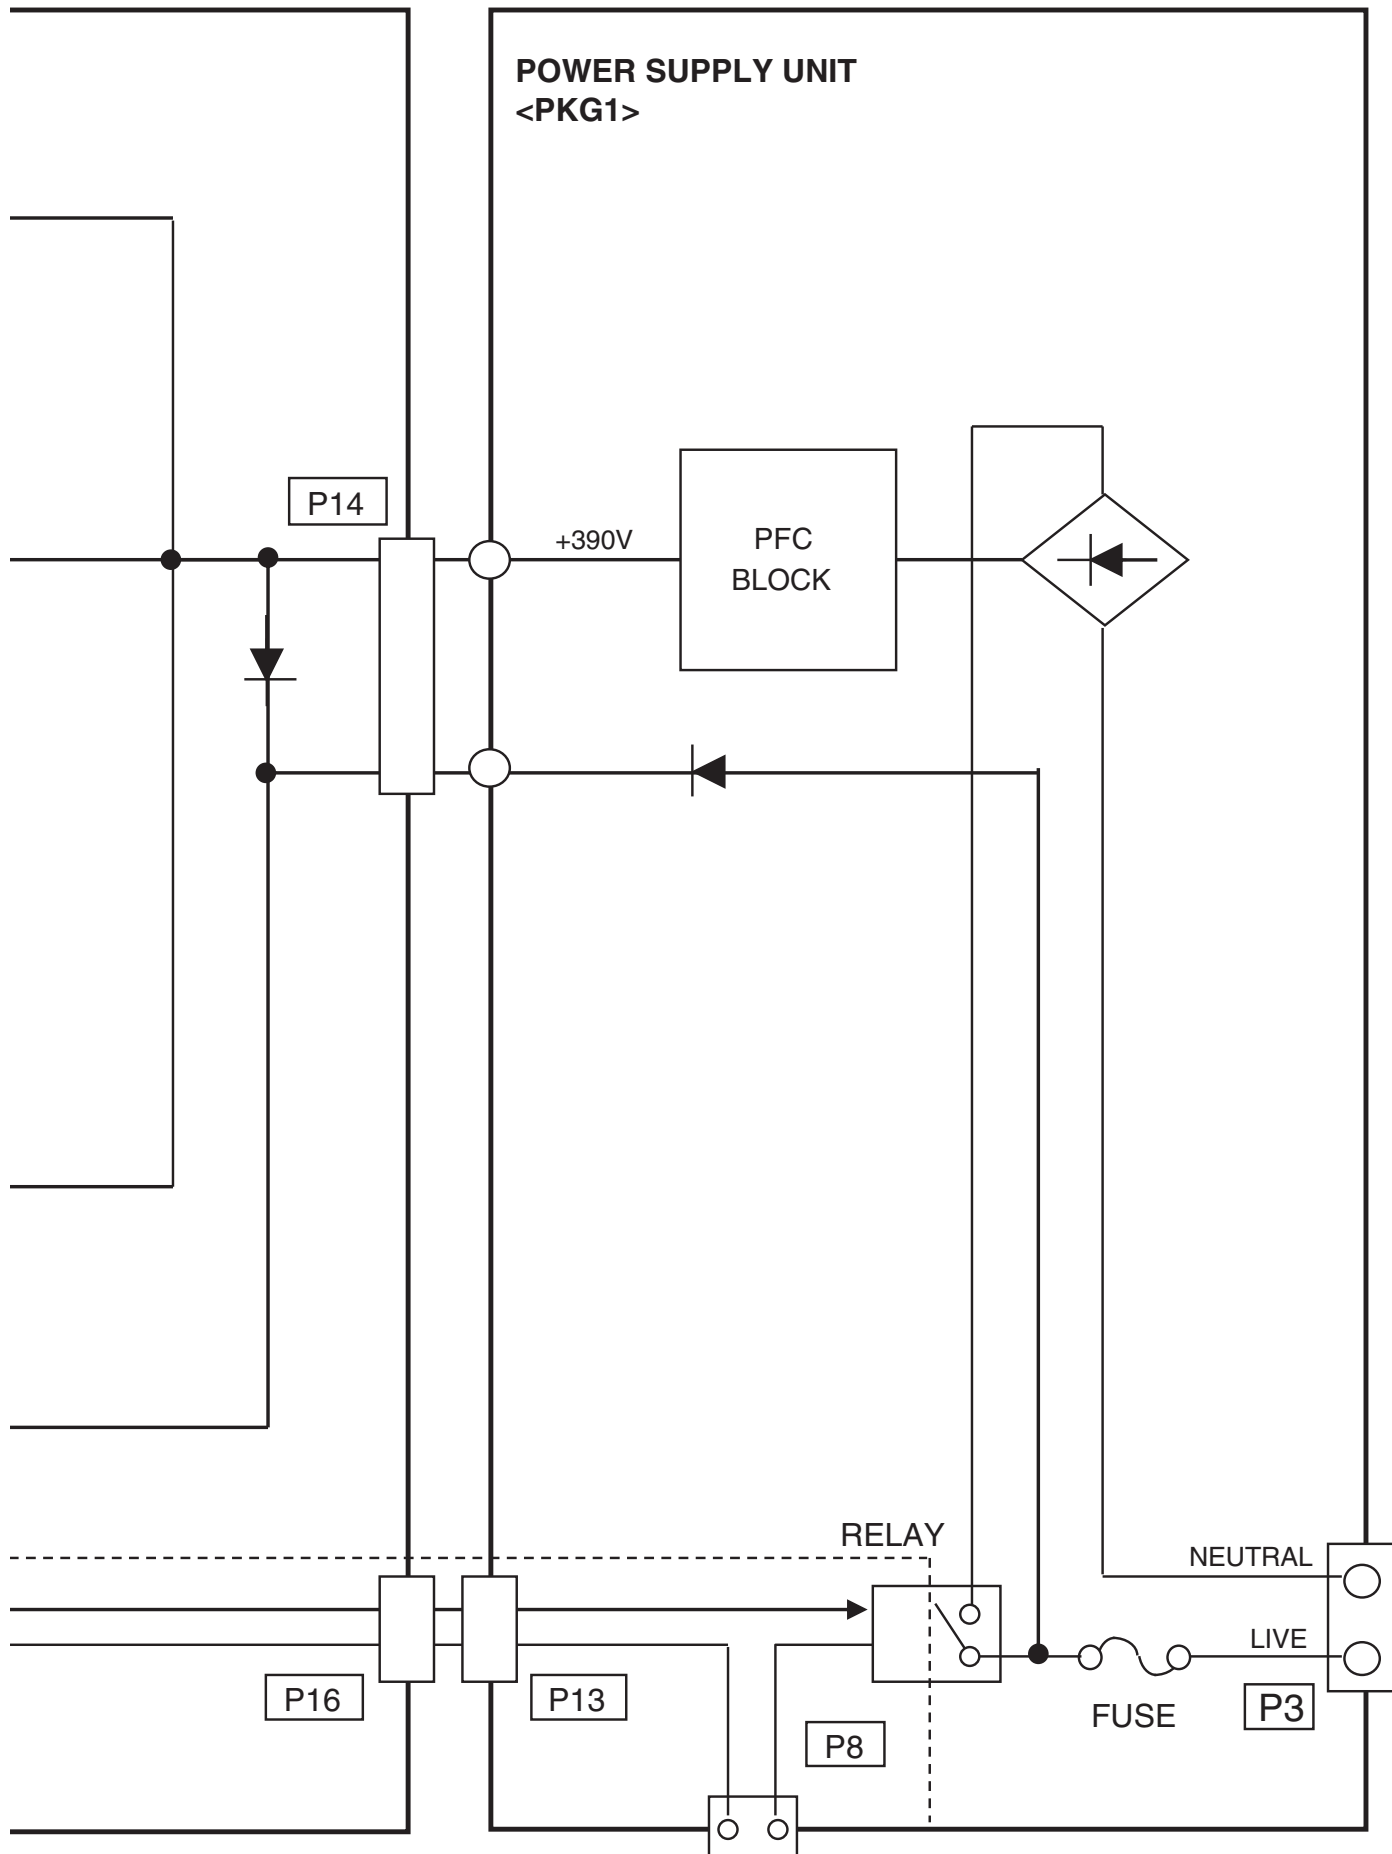 POWER SUPPLY UNIT
<PKG1>
P14
+390V
PFC
BLOCK
RELAY
NEUTRAL
LIVE
P16
P13
P3
FUSE
P8